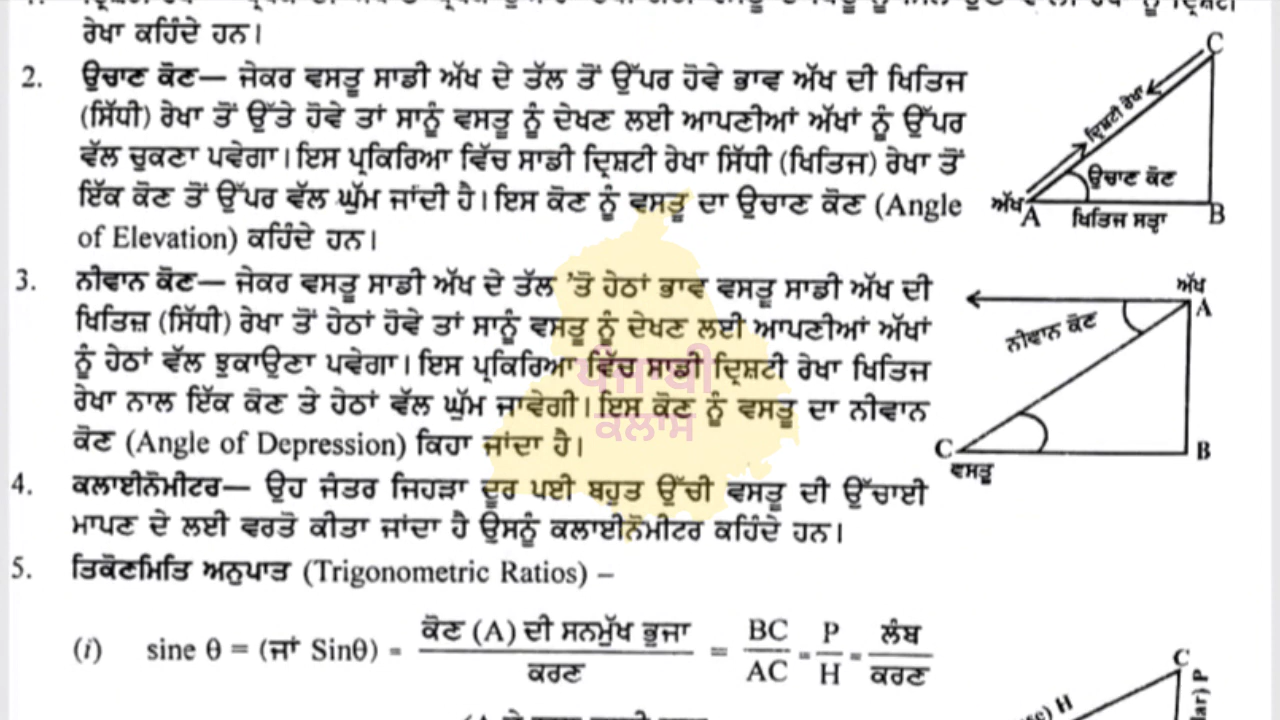 ਰੇਖਾ ਕਹਿੰਦੇ ਹਨ।
2. ਉਚਾਣ ਕੋਣ— ਜੇਕਰ ਵਸਤੂ ਸਾਡੀ ਅੱਖ ਦੇ ਤੱਲ ਤੋਂ ਉੱਪਰ ਹੋਵੇ ਭਾਵ ਅੱਖ ਦੀ ਖਿਤਿਜ
(ਸਿੱਧੀ) ਰੇਖਾ ਤੋਂ ਉੱਤੇ ਹੋਵੇ ਤਾਂ ਸਾਨੂੰ ਵਸਤੂ ਨੂੰ ਦੇਖਣ ਲਈ ਆਪਣੀਆਂ ਅੱਖਾਂ ਨੂੰ ਉੱਪਰ
ਵੱਲ ਚੁਕਣਾ ਪਵੇਗਾ।ਇਸ ਪ੍ਰਕਿਰਿਆ ਵਿੱਚ ਸਾਡੀ ਦ੍ਰਿਸ਼ਟੀ ਰੇਖਾ ਸਿੱਧੀ (ਖਿਤਿਜ) ਰੇਖਾ ਤੋਂ
ਇੱਕ ਕੋਣ ਤੋਂ ਉੱਪਰ ਵੱਲ ਘੁੰਮ ਜਾਂਦੀ ਹੈ।ਇਸ ਕੋਣ ਨੂੰ ਵਸਤੂ ਦਾ ਉਚਾਣ ਕੋਣ (Angle
of Elevation) ਕਹਿੰਦੇ ਹਨ।
C
ਦ੍ਰਿਸ਼ਟੀ ਰੇਖਾ
ਉਚਾਣ ਕੋਣ
ਅੱਖ A ਖਿਤਿਜ ਸਤ੍ਹਾ B
3. ਨੀਵਾਨ ਕੋਣ— ਜੇਕਰ ਵਸਤੂ ਸਾਡੀ ਅੱਖ ਦੇ ਤੱਲ 'ਤੋ ਹੇਠਾਂ ਭਾਵ ਵਸਤੂ ਸਾਡੀ ਅੱਖ ਦੀ
ਖਿਤਿਜ਼ (ਸਿੱਧੀ) ਰੇਖਾ ਤੋਂ ਹੇਠਾਂ ਹੋਵੇ ਤਾਂ ਸਾਨੂੰ ਵਸਤੂ ਨੂੰ ਦੇਖਣ ਲਈ ਆਪਣੀਆਂ ਅੱਖਾਂ
ਨੂੰ ਹੇਠਾਂ ਵੱਲ ਝੁਕਾਉਣਾ ਪਵੇਗਾ।ਇਸ ਪ੍ਰਕਿਰਿਆ ਵਿੱਚ ਸਾਡੀ ਦ੍ਰਿਸ਼ਟੀ ਰੇਖਾ ਖਿਤਿਜ
ਰੇਖਾ ਨਾਲ ਇੱਕ ਕੋਣ ਤੇ ਹੇਠਾਂ ਵੱਲ ਘੁੰਮ ਜਾਵੇਗੀ।ਇਸ ਕੋਣ ਨੂੰ ਵਸਤੂ ਦਾ ਨੀਵਾਨ
ਕੋਣ (Angle of Depression) ਕਿਹਾ ਜਾਂਦਾ ਹੈ।
ਅੱਖ
A
ਨੀਵਾਨ ਕੋਣ
C B
ਵਸਤੂ
ਪੰਜਾਬੀ
ਕਲਾਸ
4. ਕਲਾਈਨੋਮੀਟਰ— ਉਹ ਜੰਤਰ ਜਿਹੜਾ ਦੂਰ ਪਈ ਬਹੁਤ ਉੱਚੀ ਵਸਤੂ ਦੀ ਉੱਚਾਈ
ਮਾਪਣ ਦੇ ਲਈ ਵਰਤੋ ਕੀਤਾ ਜਾਂਦਾ ਹੈ ਉਸਨੂੰ ਕਲਾਈਨੋਮੀਟਰ ਕਹਿੰਦੇ ਹਨ।
5. ਤਿਕੋਣਮਿਤਿ ਅਨੁਪਾਤ (Trigonometric Ratios) –
(i) sine θ = (ਜਾਂ Sinθ) = ਕੋਣ (A) ਦੀ ਸਨਮੁੱਖ ਭੁਜਾ / ਕਰਣ = BC / AC = P / H = ਲੰਬ / ਕਰਣ
C
H
P